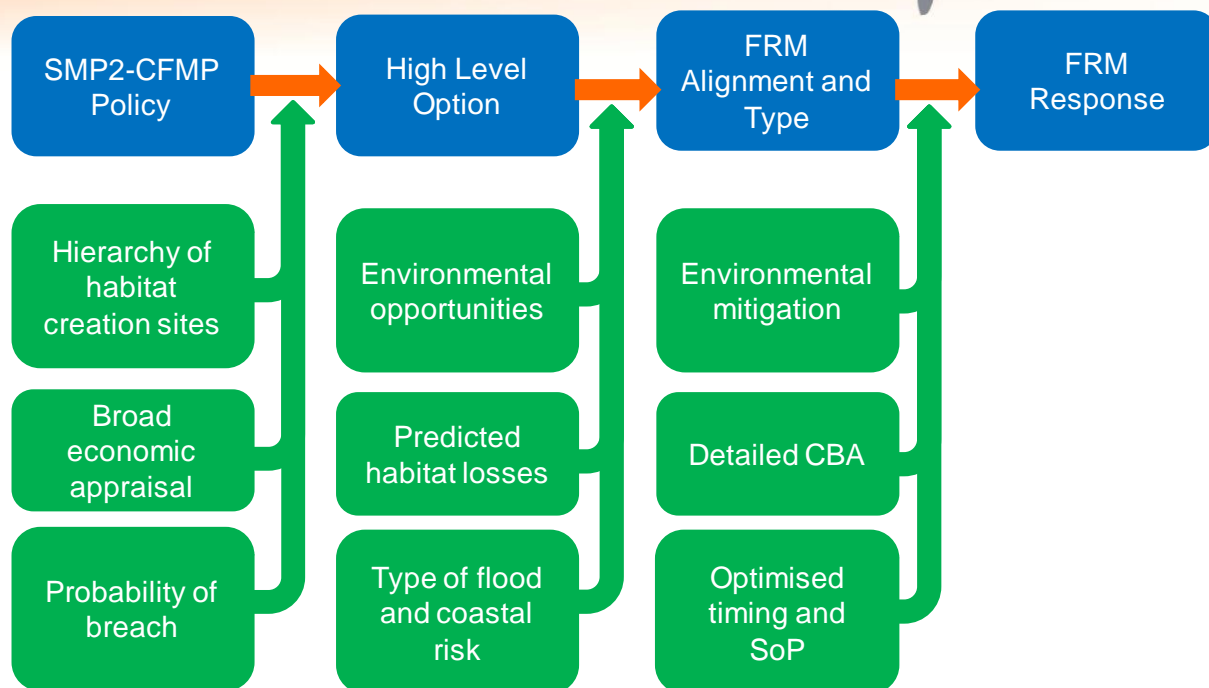 SMP2-CFMP
Policy
High Level
Option
FRM
Alignment and
Type
FRM
Response
Hierarchy of
habitat
creation sites
Environmental
opportunities
Environmental
mitigation
Broad
economic
appraisal
Predicted
habitat losses
Detailed CBA
Probability of
breach
Type of flood
and coastal
risk
Optimised
timing and
SoP